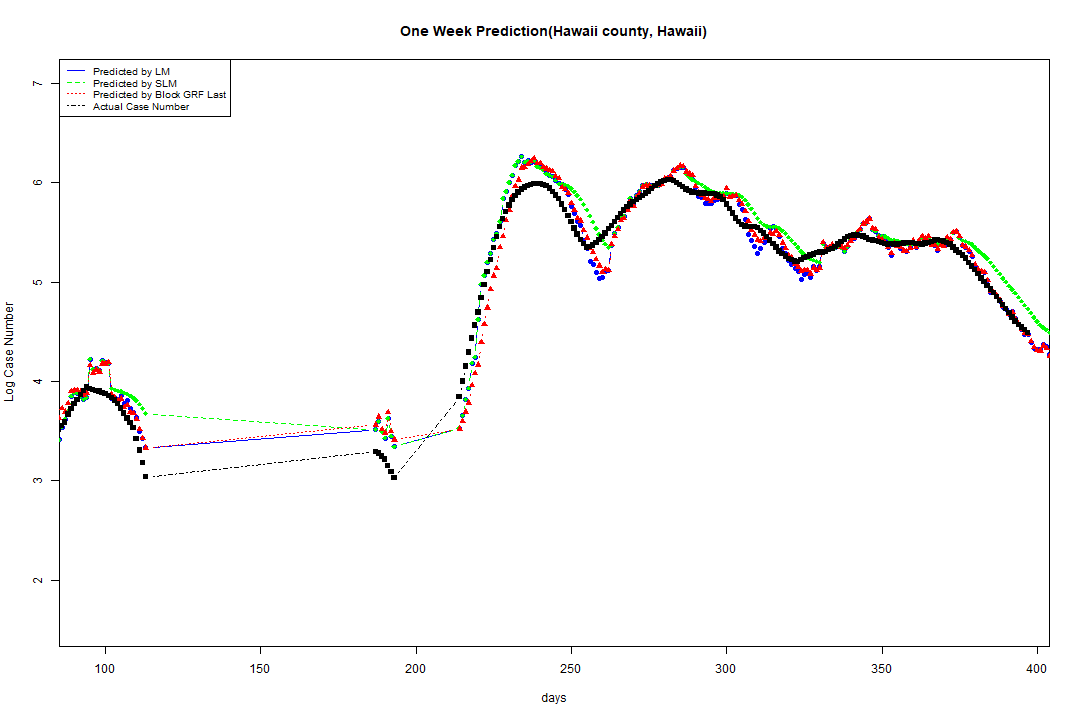 One Week Prediction(Hawaii county, Hawaii)
Predicted by LM
Predicted by SLM
Predicted by Block GRF Last
Actual Case Number
Log Case Number
7
6
5
4
3
2
100 150 200 250 300 350 400
days